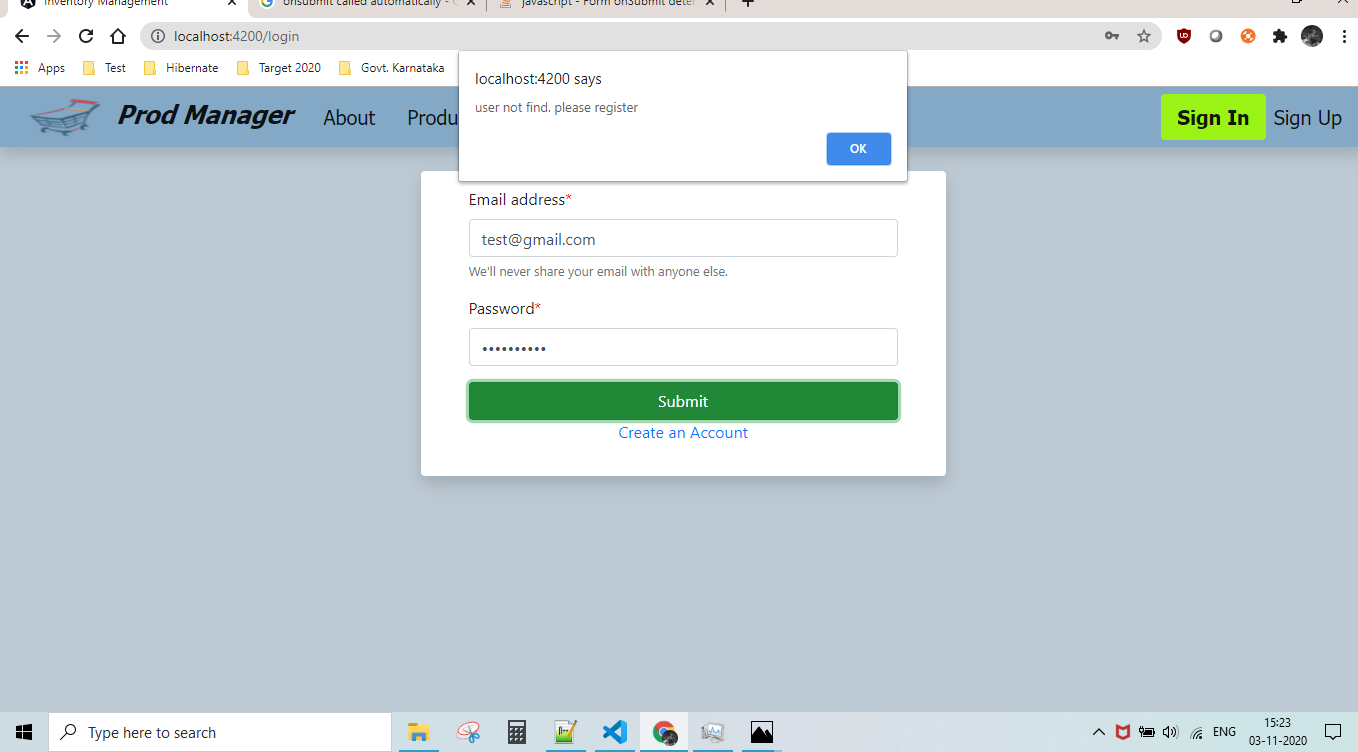 Inventory Management
onsubmit called automatically -
javascript - Form onSubmit dete
localhost:4200/login
Apps
Test
Hibernate
Target 2020
Govt. Karnataka
localhost:4200 says
user not find. please register
OK
Prod Manager
About
Produ
Sign In
Sign Up
Email address*
test@gmail.com
We'll never share your email with anyone else.
Password*
••••••••••
Submit
Create an Account
Type here to search
ENG
15:23
03-11-2020